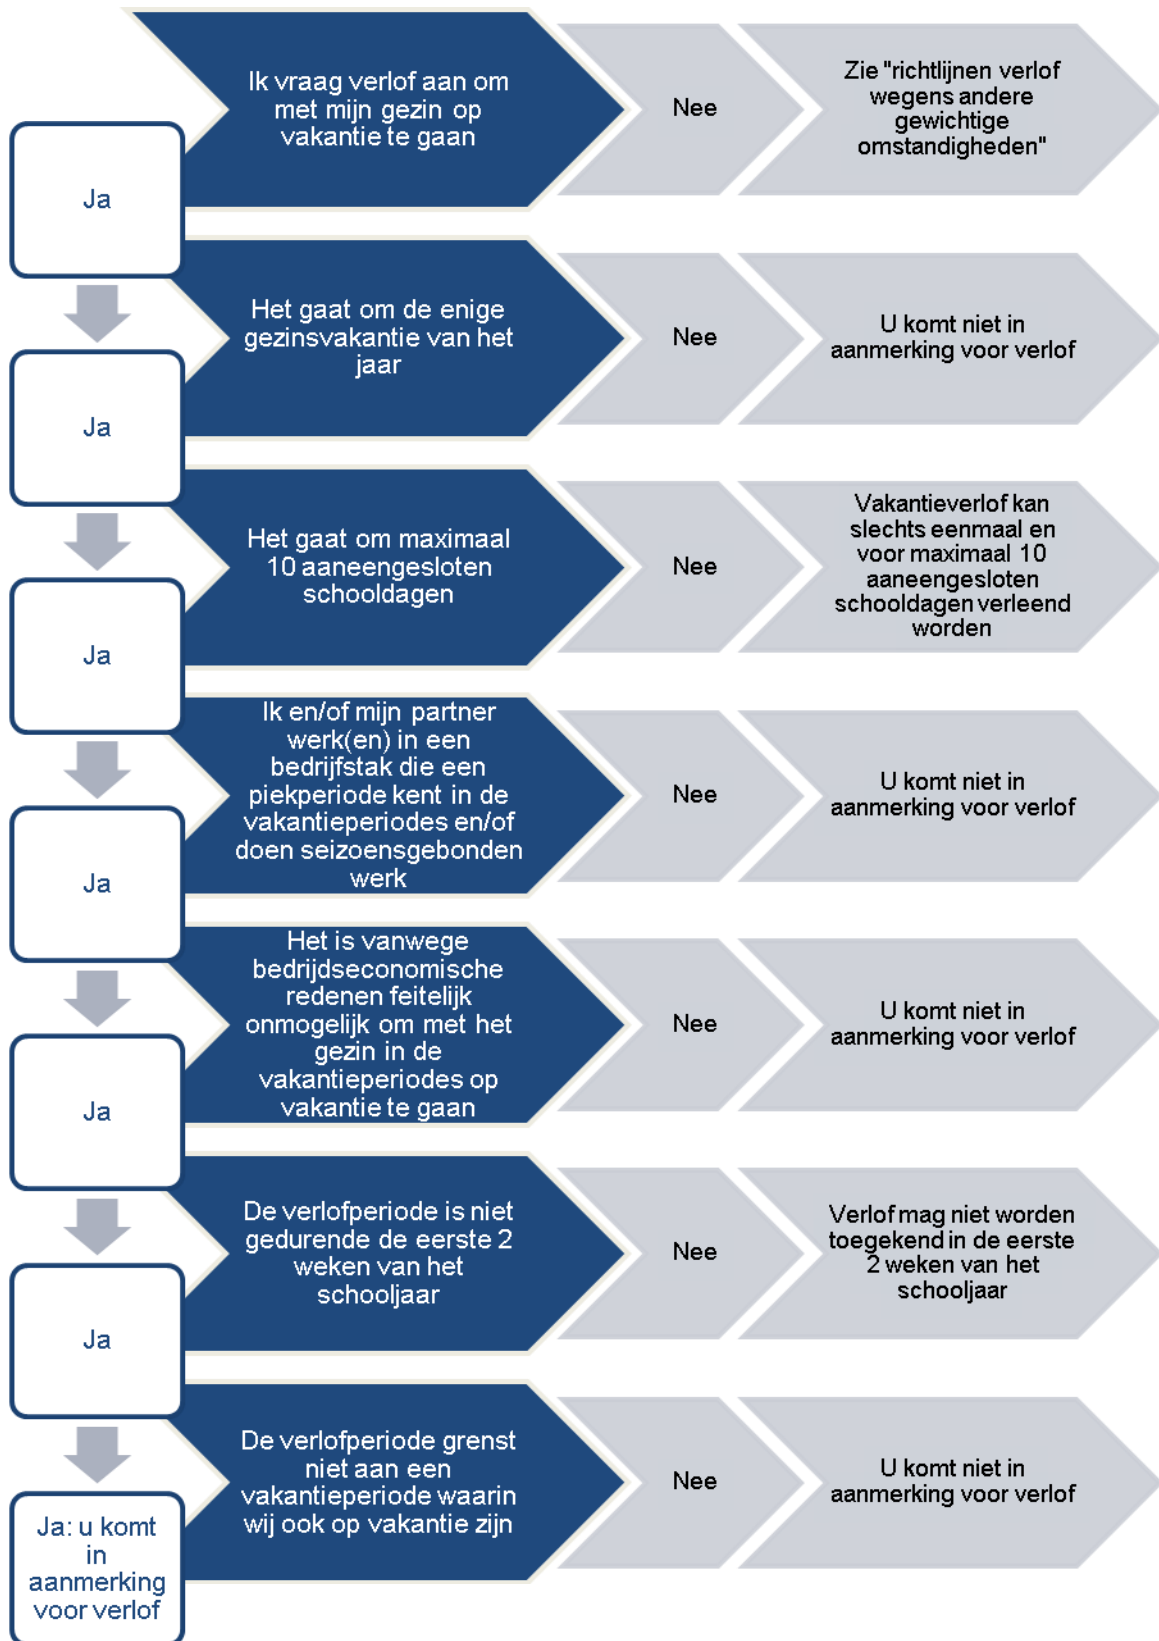 Ik vraag verlof aan om
met mijn gezin op
vakantie te gaan
Nee
Zie "richtlijnen verlof
wegens andere
gewichtige
omstandigheden"
Ja
Het gaat om de enige
gezinsvakantie van het
jaar
Nee
U komt niet in
aanmerking voor verlof
Ja
Het gaat om maximaal
10 aaneengesloten
schooldagen
Nee
Vakantieverlof kan
slechts eenmaal en
voor maximaal 10
aaneengesloten
schooldagen verleend
worden
Ja
Ik en/of mijn partner
werk(en) in een
bedrijfstak die een
piekperiode kent in de
vakantieperiodes en/of
doen seizoensgebonden
werk
Nee
U komt niet in
aanmerking voor verlof
Ja
Het is vanwege
bedrijdseconomische
redenen feitelijk
onmogelijk om met het
gezin in de
vakantieperiodes op
vakantie te gaan
Nee
U komt niet in
aanmerking voor verlof
Ja
De verlofperiode is niet
gedurende de eerste 2
weken van het
schooljaar
Nee
Verlof mag niet worden
toegekend in de eerste
2 weken van het
schooljaar
Ja
De verlofperiode grenst
niet aan een
vakantieperiode waarin
wij ook op vakantie zijn
Nee
U komt niet in
aanmerking voor verlof
Ja: u komt
in
aanmerking
voor verlof